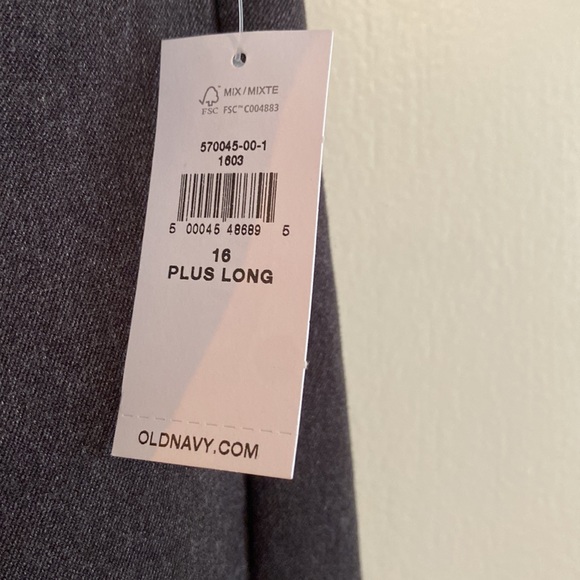 MIX/MIXTE
FSC FSC™ C004883
570045-00-1
1603
5 00045 48689 5
16
PLUS LONG
OLDNAVY.COM